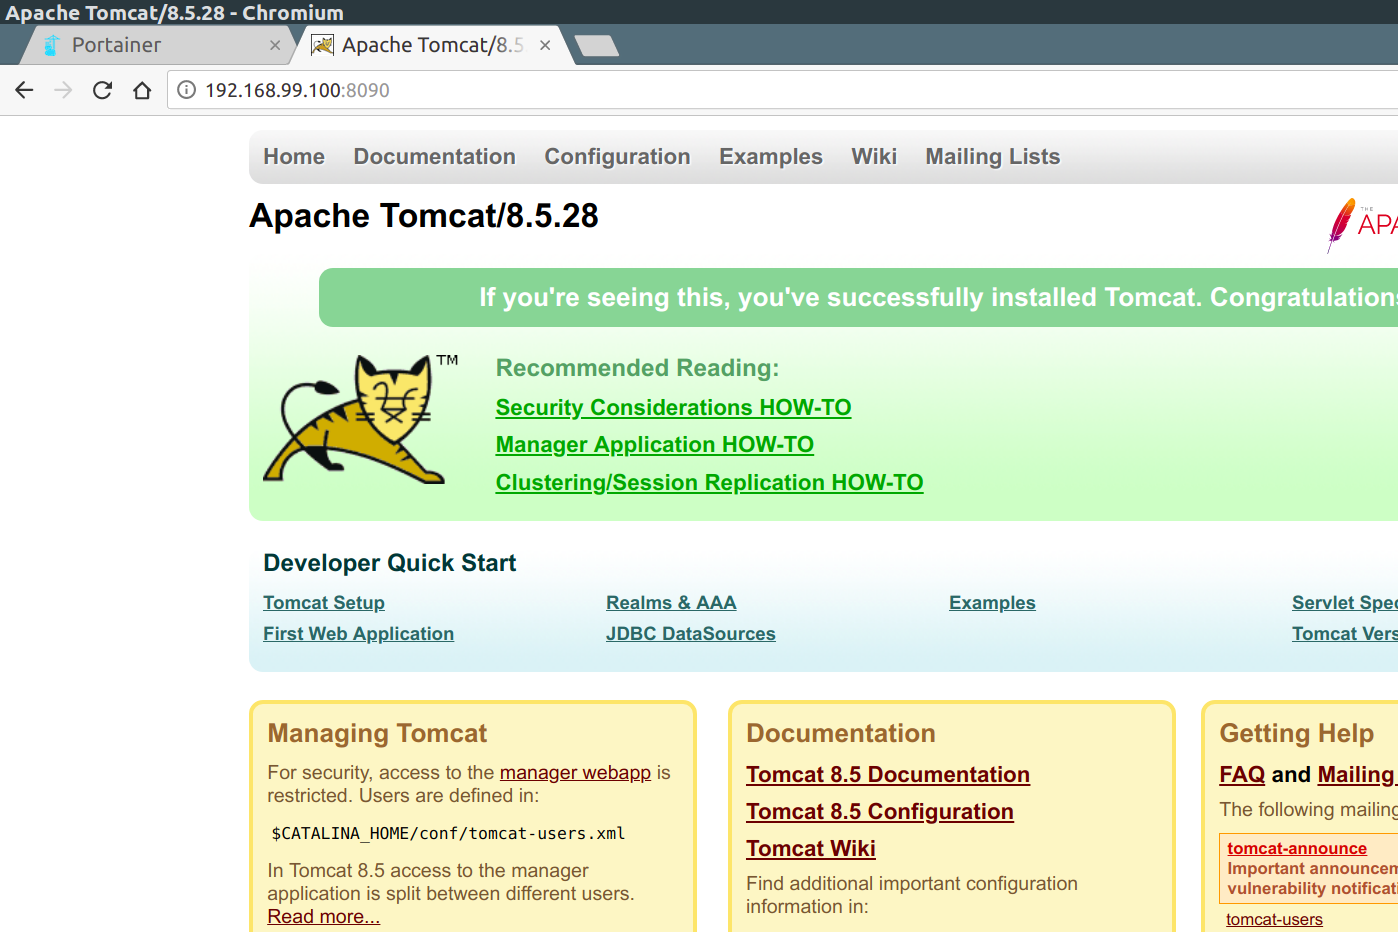 Apache Tomcat/8.5.28 - Chromium
Portainer
Apache Tomcat/8.5
192.168.99.100:8090
Home Documentation Configuration Examples Wiki Mailing Lists
Apache Tomcat/8.5.28
THE
APA
If you're seeing this, you've successfully installed Tomcat. Congratulations
TM
Recommended Reading:
Security Considerations HOW-TO
Manager Application HOW-TO
Clustering/Session Replication HOW-TO
Developer Quick Start
Tomcat Setup Realms & AAA Examples Servlet Spec
First Web Application JDBC DataSources Tomcat Vers
Managing Tomcat
For security, access to the manager webapp is
restricted. Users are defined in:
$CATALINA_HOME/conf/tomcat-users.xml
In Tomcat 8.5 access to the manager
application is split between different users.
Read more...
Documentation
Tomcat 8.5 Documentation
Tomcat 8.5 Configuration
Tomcat Wiki
Find additional important configuration
information in:
Getting Help
FAQ and Mailing
The following mailing
tomcat-announce
Important announcem
vulnerability notificati
tomcat-users